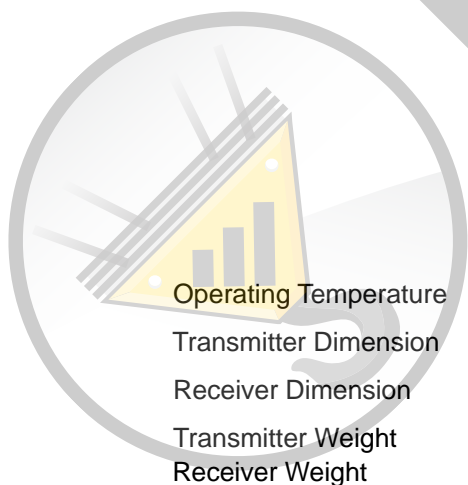 Operating Temperature
Transmitter Dimension
Receiver Dimension
Transmitter Weight
Receiver Weight